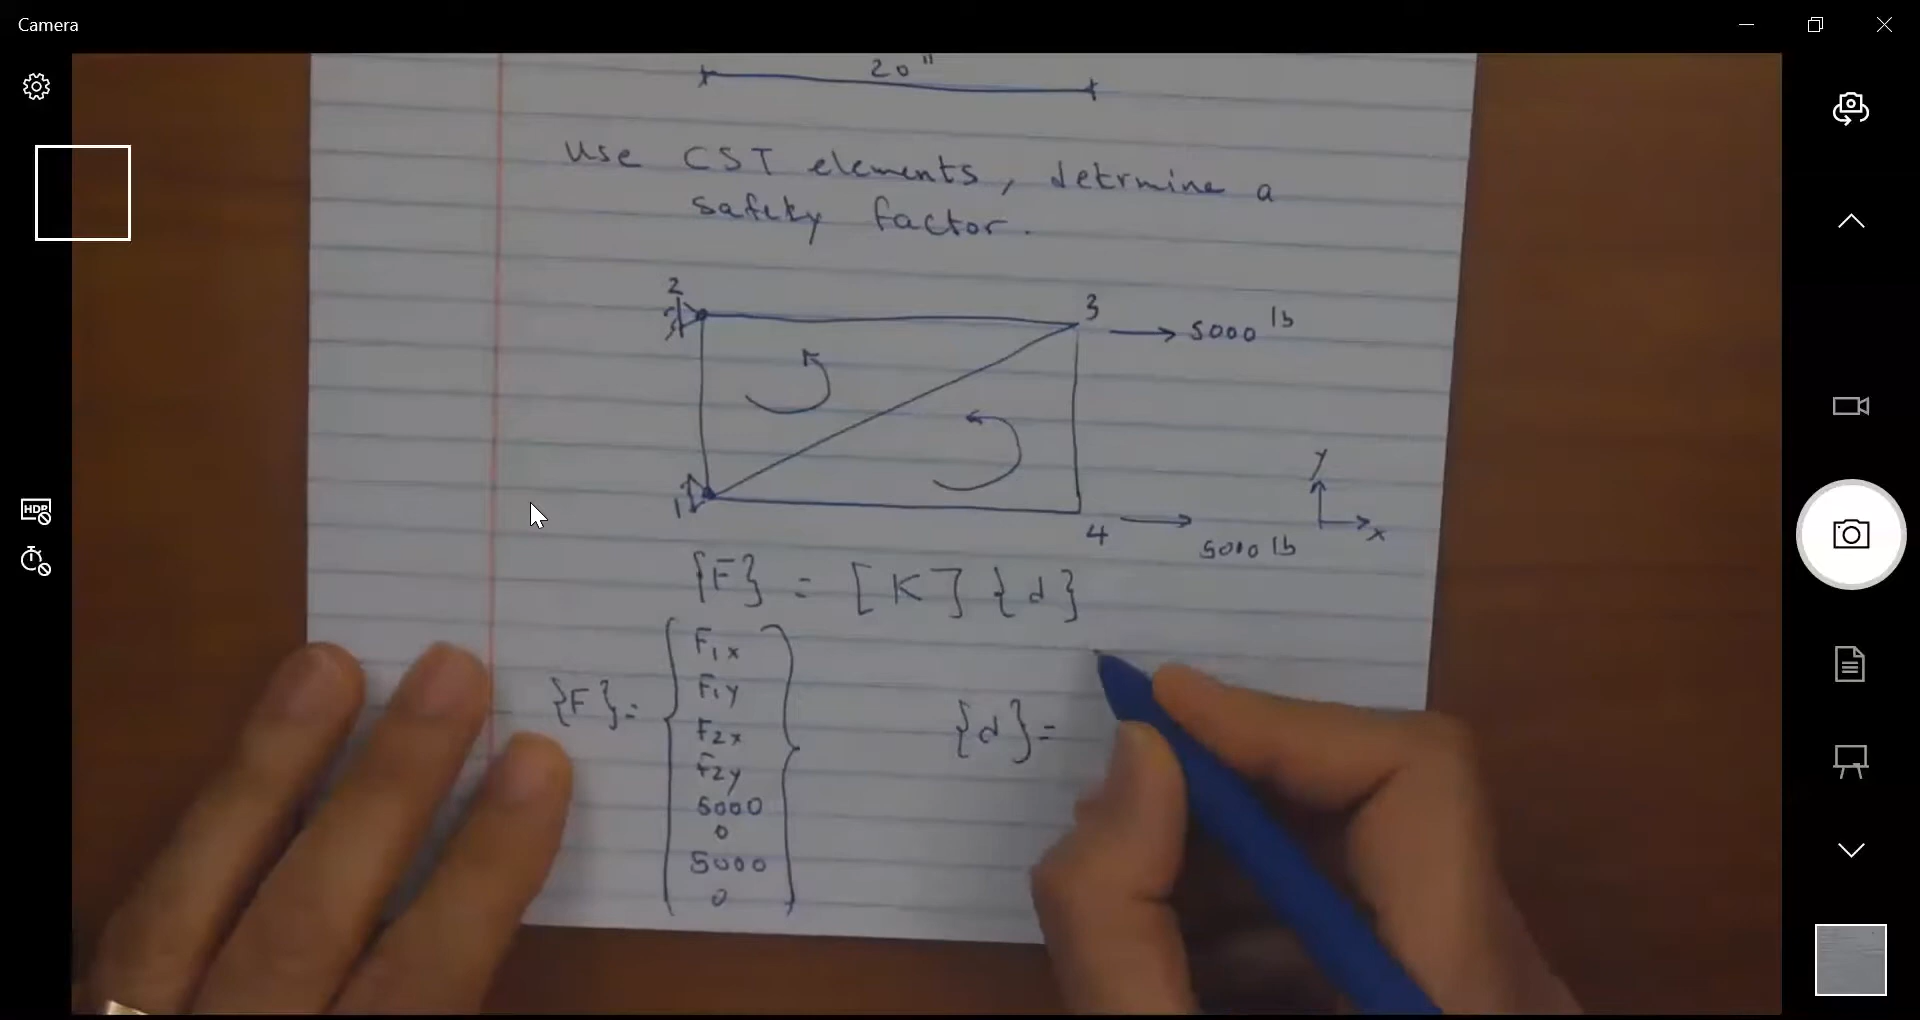 Camera
20"
Use CST elements, detrmine a
safety factor.
2
3
5000 lb
1
4
5000 lb
y
x
{F} = [K] {d}
{F}= { F1x
F1y
F2x
F2y
5000
0
5000
0 }
{d}=
HDR